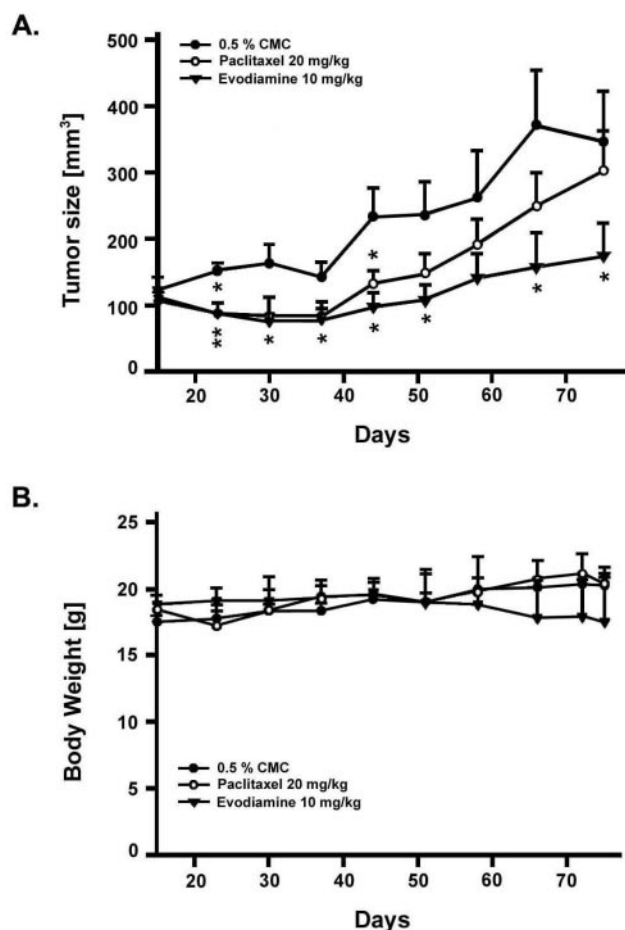 A.
500
400
300
200
100
0
Tumor size [mm³]
0.5 % CMC
Paclitaxel 20 mg/kg
Evodiamine 10 mg/kg
*
*
*
*
*
*
*
*
*
*
20 30 40 50 60 70
Days
B.
25
20
15
10
5
0
Body Weight [g]
0.5 % CMC
Paclitaxel 20 mg/kg
Evodiamine 10 mg/kg
20 30 40 50 60 70
Days